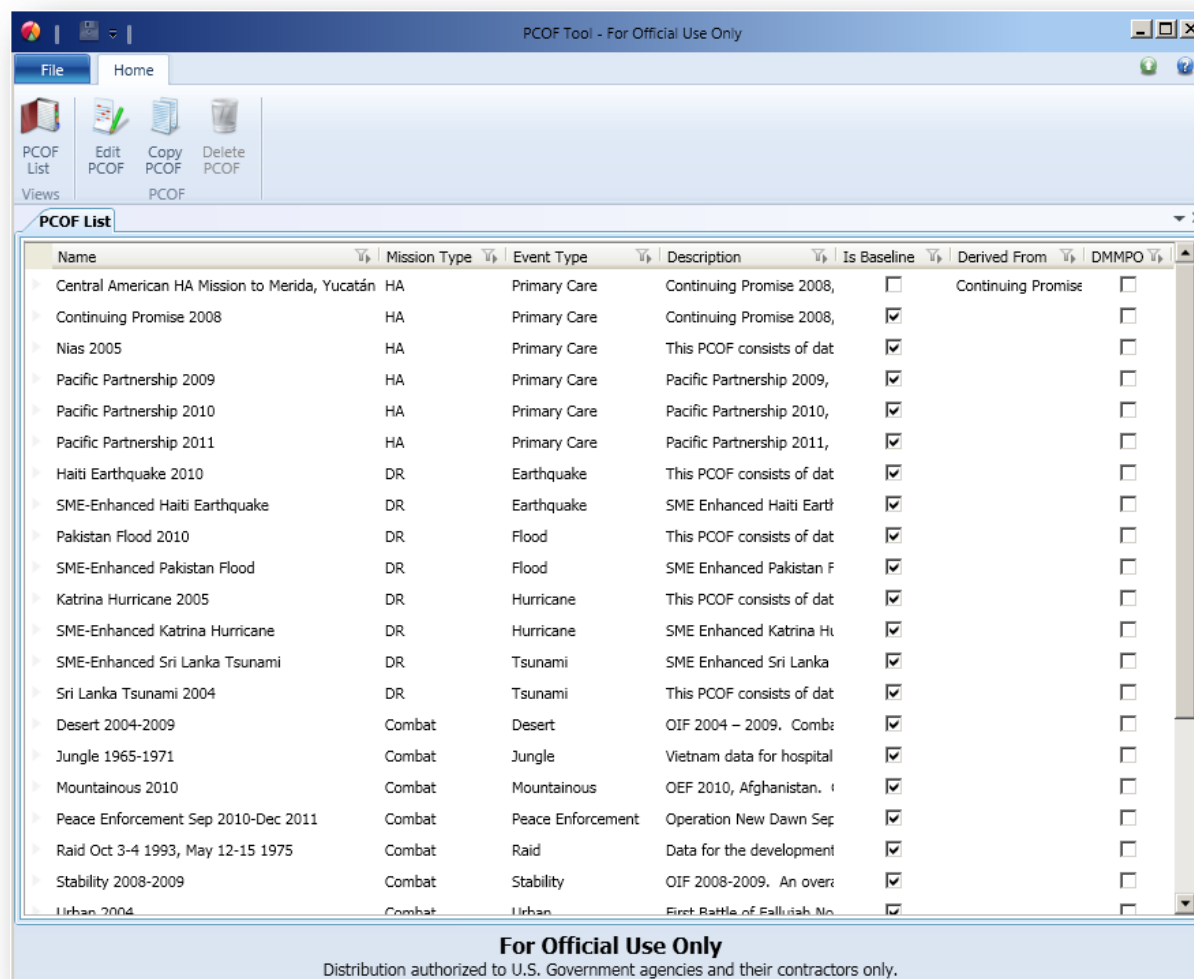 PCOF Tool - For Official Use Only
File Home
PCOF List Edit PCOF Copy PCOF Delete PCOF
Views PCOF
PCOF List
Name Mission Type Event Type Description Is Baseline Derived From DMMPO
Central American HA Mission to Merida, Yucatán HA Primary Care Continuing Promise 2008, Continuing Promise
Continuing Promise 2008 HA Primary Care Continuing Promise 2008,
Nias 2005 HA Primary Care This PCOF consists of dat
Pacific Partnership 2009 HA Primary Care Pacific Partnership 2009,
Pacific Partnership 2010 HA Primary Care Pacific Partnership 2010,
Pacific Partnership 2011 HA Primary Care Pacific Partnership 2011,
Haiti Earthquake 2010 DR Earthquake This PCOF consists of dat
SME-Enhanced Haiti Earthquake DR Earthquake SME Enhanced Haiti Earth
Pakistan Flood 2010 DR Flood This PCOF consists of dat
SME-Enhanced Pakistan Flood DR Flood SME Enhanced Pakistan F
Katrina Hurricane 2005 DR Hurricane This PCOF consists of dat
SME-Enhanced Katrina Hurricane DR Hurricane SME Enhanced Katrina Hu
SME-Enhanced Sri Lanka Tsunami DR Tsunami SME Enhanced Sri Lanka
Sri Lanka Tsunami 2004 DR Tsunami This PCOF consists of dat
Desert 2004-2009 Combat Desert OIF 2004 – 2009. Comba
Jungle 1965-1971 Combat Jungle Vietnam data for hospital
Mountainous 2010 Combat Mountainous OEF 2010, Afghanistan.
Peace Enforcement Sep 2010-Dec 2011 Combat Peace Enforcement Operation New Dawn Sep
Raid Oct 3-4 1993, May 12-15 1975 Combat Raid Data for the development
Stability 2008-2009 Combat Stability OIF 2008-2009. An overa
Urban 2004 Combat Urban First Battle of Fallujah No
For Official Use Only
Distribution authorized to U.S. Government agencies and their contractors only.